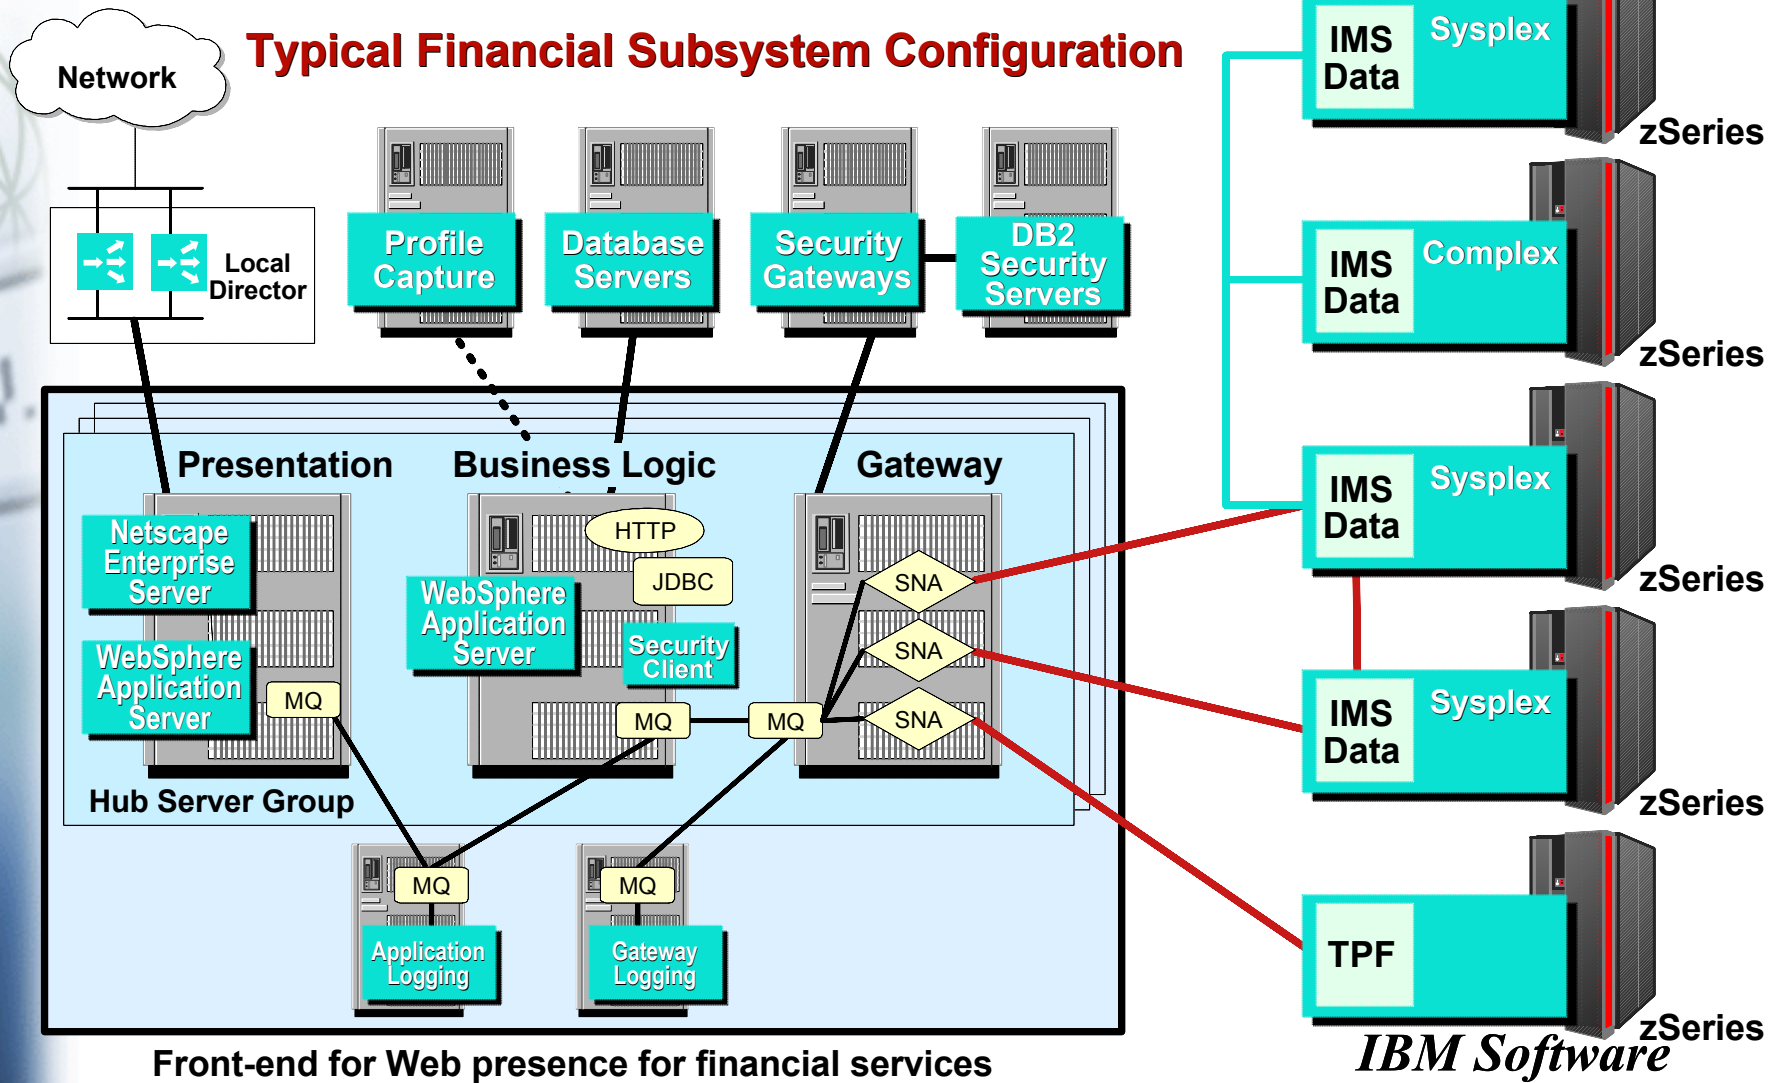 Typical Financial Subsystem Configuration
Network
Local
Director
Profile
Capture
Database
Servers
Security
Gateways
DB2
Security
Servers
IMS
Data
Sysplex
zSeries
IMS
Data
Complex
zSeries
IMS
Data
Sysplex
zSeries
IMS
Data
Sysplex
zSeries
TPF
zSeries
Presentation
Business Logic
Gateway
Netscape
Enterprise
Server
WebSphere
Application
Server
MQ
HTTP
JDBC
WebSphere
Application
Server
Security
Client
MQ
MQ
SNA
SNA
SNA
Hub Server Group
MQ
Application
Logging
MQ
Gateway
Logging
Front-end for Web presence for financial services
IBM Software